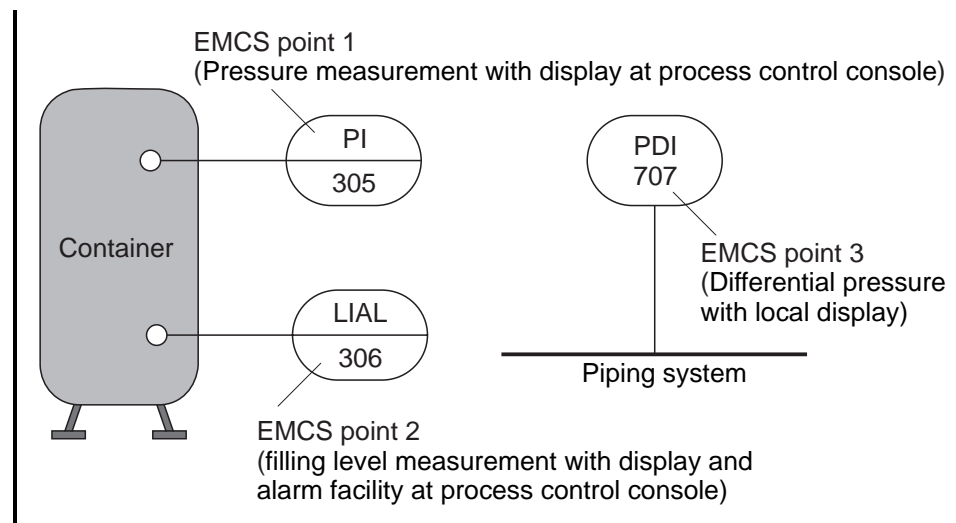 EMCS point 1
(Pressure measurement with display at process control console)
PI
305
PDI
707
Container
EMCS point 3
(Differential pressure
with local display)
LIAL
306
Piping system
EMCS point 2
(filling level measurement with display and
alarm facility at process control console)